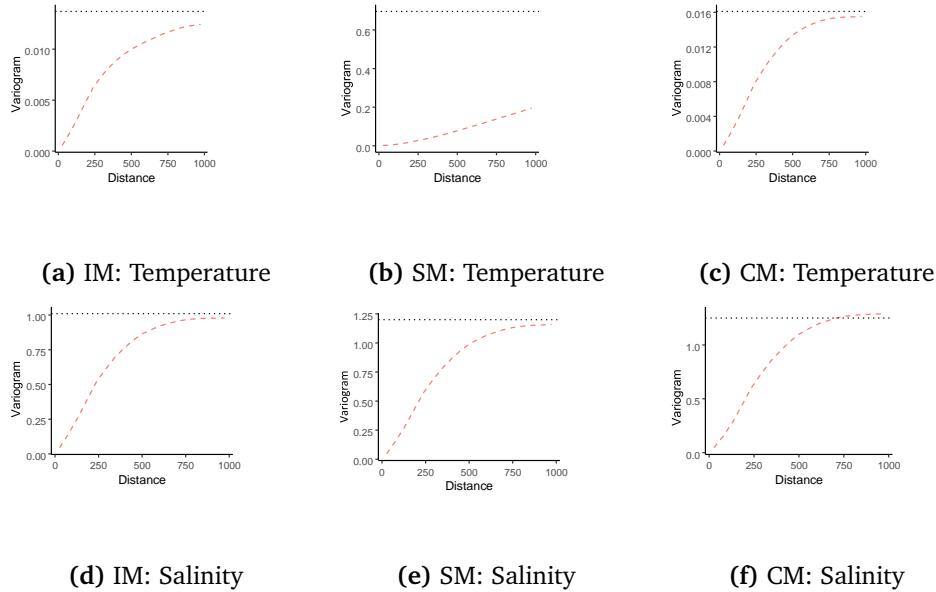 Variogram
0.010
0.005
0.000
0 250 500 750 1000
Distance
Variogram
0.6
0.4
0.2
0.0
0 250 500 750 1000
Distance
Variogram
0.016
0.012
0.008
0.004
0.000
0 250 500 750 1000
Distance
(a) IM: Temperature
(b) SM: Temperature
(c) CM: Temperature
Variogram
1.00
0.75
0.50
0.25
0.00
0 250 500 750 1000
Distance
Variogram
1.25
1.00
0.75
0.50
0.25
0.00
0 250 500 750 1000
Distance
Variogram
1.0
0.5
0.0
0 250 500 750 1000
Distance
(d) IM: Salinity
(e) SM: Salinity
(f) CM: Salinity